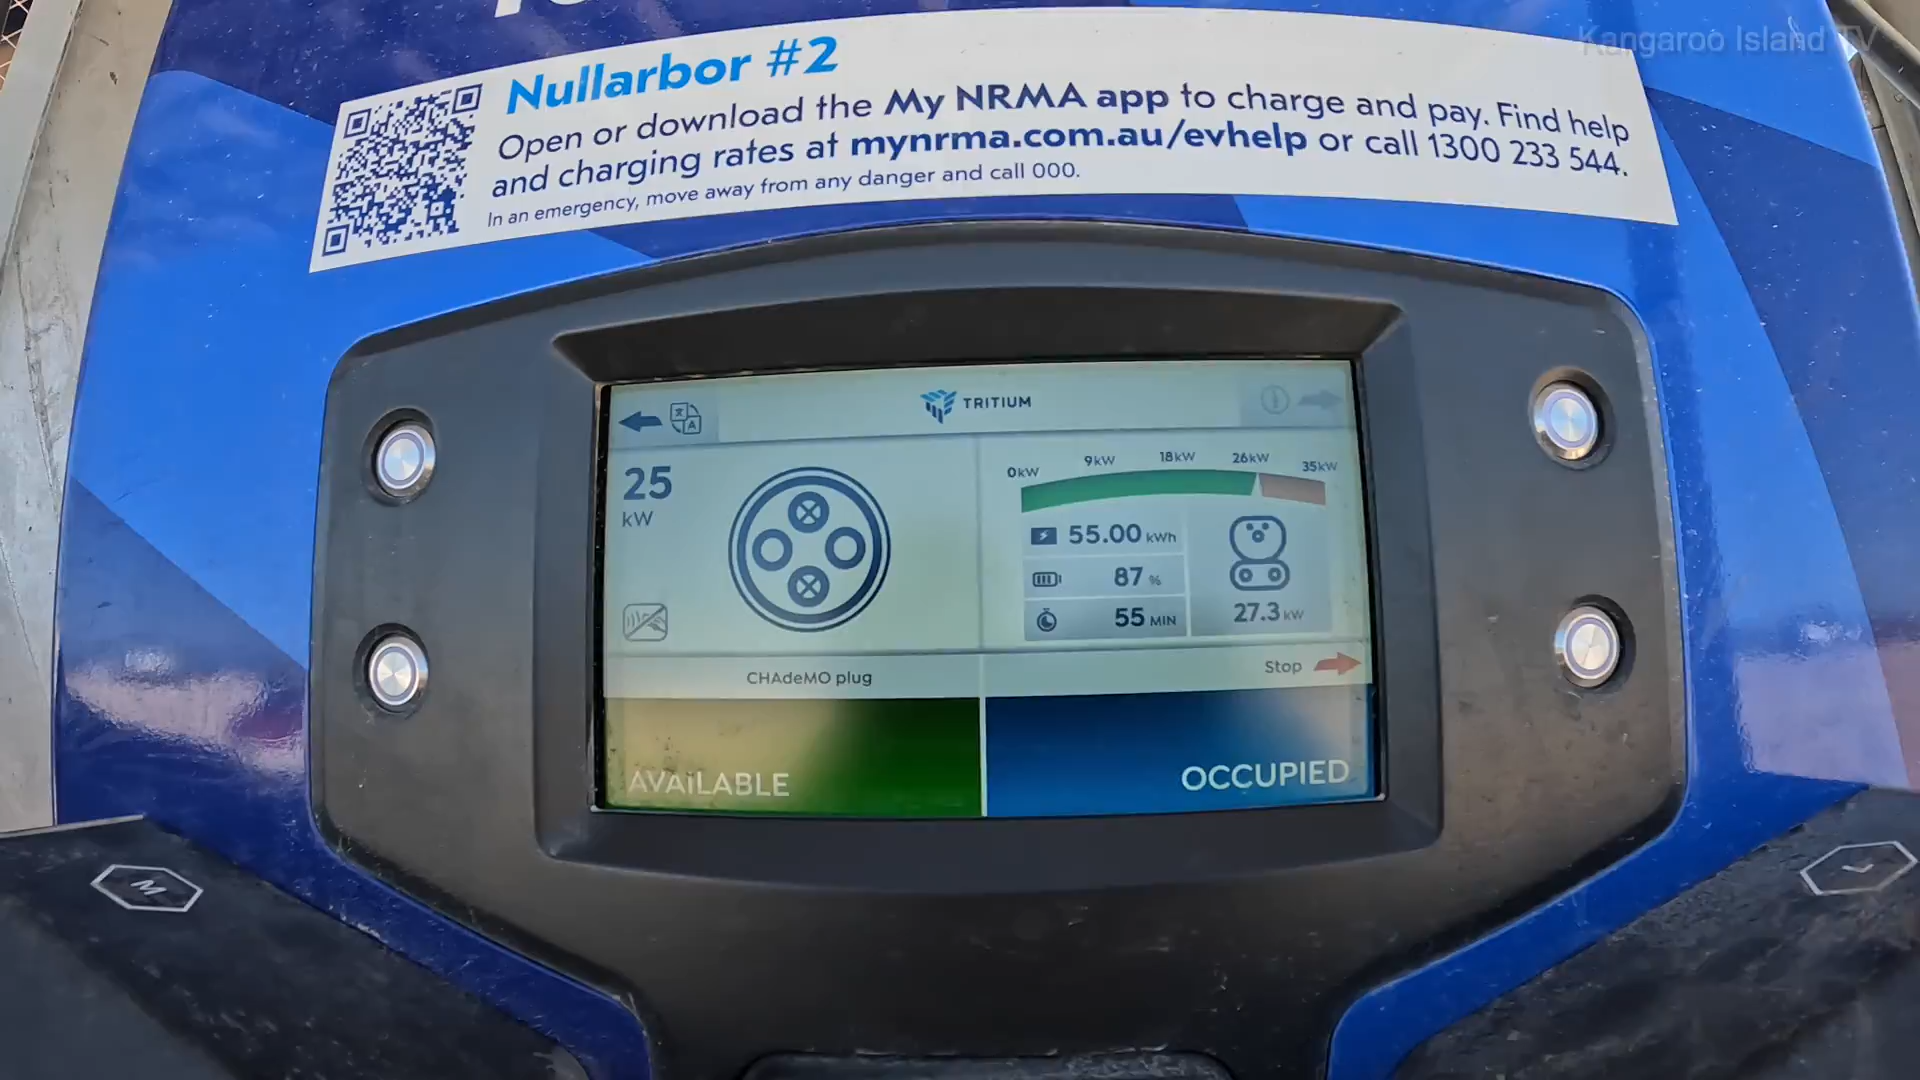 Kangaroo Island TV
Nullarbor #2
Open or download the My NRMA app to charge and pay. Find help
and charging rates at mynrma.com.au/evhelp or call 1300 233 544.
In an emergency, move away from any danger and call 000.
TRITIUM
25
kW
0kW 9kW 18kW 26kW 35kW
55.00 kWh
87 %
55 MIN
27.3 kW
CHAdeMO plug
Stop
AVAILABLE
OCCUPIED
M